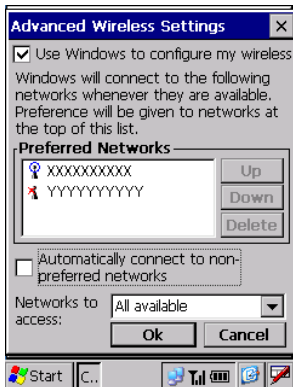 Advanced Wireless Settings
Use Windows to configure my wireless
Windows will connect to the following
networks whenever they are available.
Preference will be given to networks at
the top of this list.
Preferred Networks
XXXXXXXXXX
YYYYYYYYYY
Up
Down
Delete
Automatically connect to non-
preferred networks
Networks to
access:
All available
Ok
Cancel
Start
C..